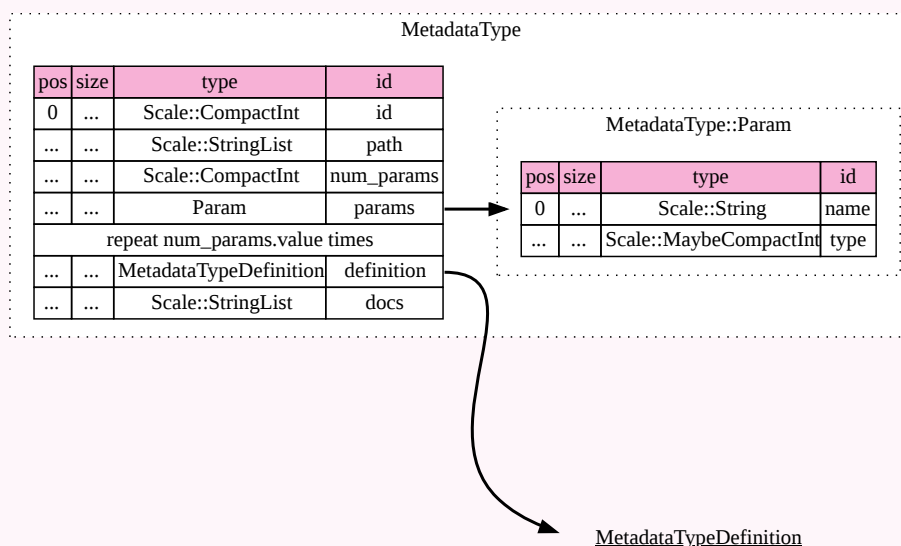 MetadataType
pos size type id
0 ... Scale::CompactInt id
... ... Scale::StringList path
... ... Scale::CompactInt num_params
... ... Param params
repeat num_params.value times
... ... MetadataTypeDefinition definition
... ... Scale::StringList docs
MetadataType::Param
pos size type id
0 ... Scale::String name
... ... Scale::MaybeCompactInt type
MetadataTypeDefinition